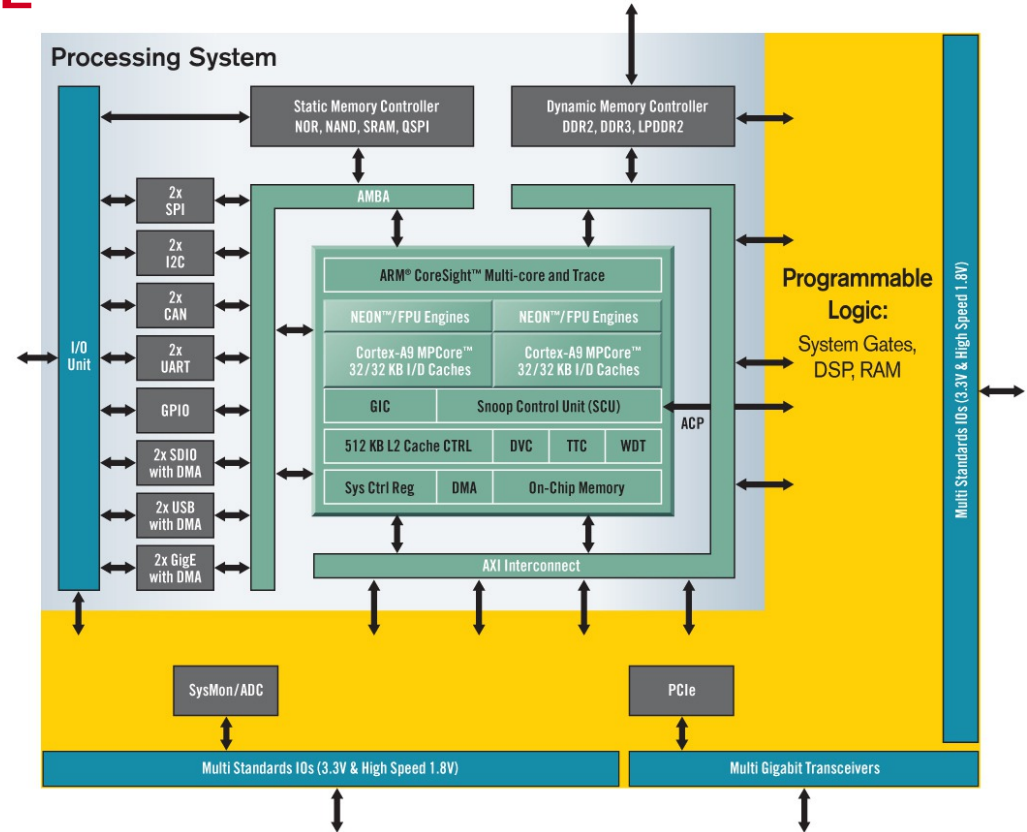 E
Processing System
Static Memory Controller
NOR, NAND, SRAM, QSPI
Dynamic Memory Controller
DDR2, DDR3, LPDDR2
AMBA
2x
SPI
2x
I2C
2x
CAN
2x
UART
GPIO
2x SDIO
with DMA
2x USB
with DMA
2x GigE
with DMA
I/O
Unit
ARM® CoreSight™ Multi-core and Trace
NEON™/FPU Engines
NEON™/FPU Engines
Cortex-A9 MPCore™
32/32 KB I/D Caches
Cortex-A9 MPCore™
32/32 KB I/D Caches
GIC
Snoop Control Unit (SCU)
ACP
512 KB L2 Cache CTRL
DVC
TTC
WDT
Sys Ctrl Reg
DMA
On-Chip Memory
AXI Interconnect
Programmable
Logic:
System Gates,
DSP, RAM
Multi Standards IOs (3.3V & High Speed 1.8V)
SysMon/ADC
PCIe
Multi Standards IOs (3.3V & High Speed 1.8V)
Multi Gigabit Transceivers